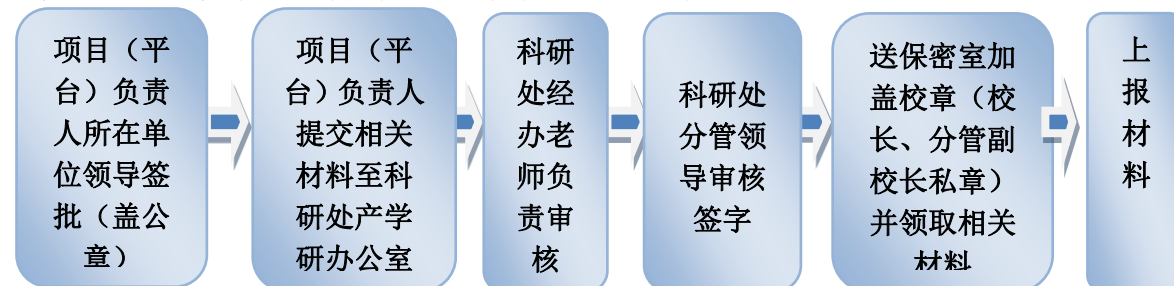 项目（平
台）负责
人所在单
位领导签
批（盖公
章）
项目（平
台）负责人
提交相关
材料至科
研处产学
研办公室
科研
处经
办老
师负
责审
核
科研处
分管领
导审核
签字
送保密室加
盖校章（校
长、分管副
校长私章）
并领取相关
材料
上
报
材
料